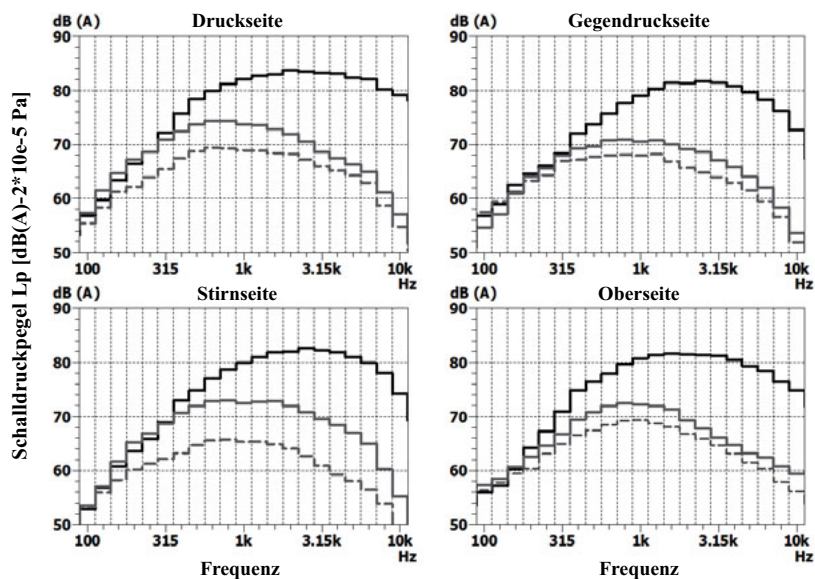 Druckseite
Gegendruckseite
dB (A)
90
80
70
60
50
100
315
1k
3.15k
10k
Hz
dB (A)
90
80
70
60
50
100
315
1k
3.15k
10k
Hz
Stirnseite
Oberseite
dB (A)
90
80
70
60
50
100
315
1k
3.15k
10k
Hz
dB (A)
90
80
70
60
50
100
315
1k
3.15k
10k
Hz
Schalldruckpegel Lp [dB(A)-2*10e-5 Pa]
Frequenz
Frequenz